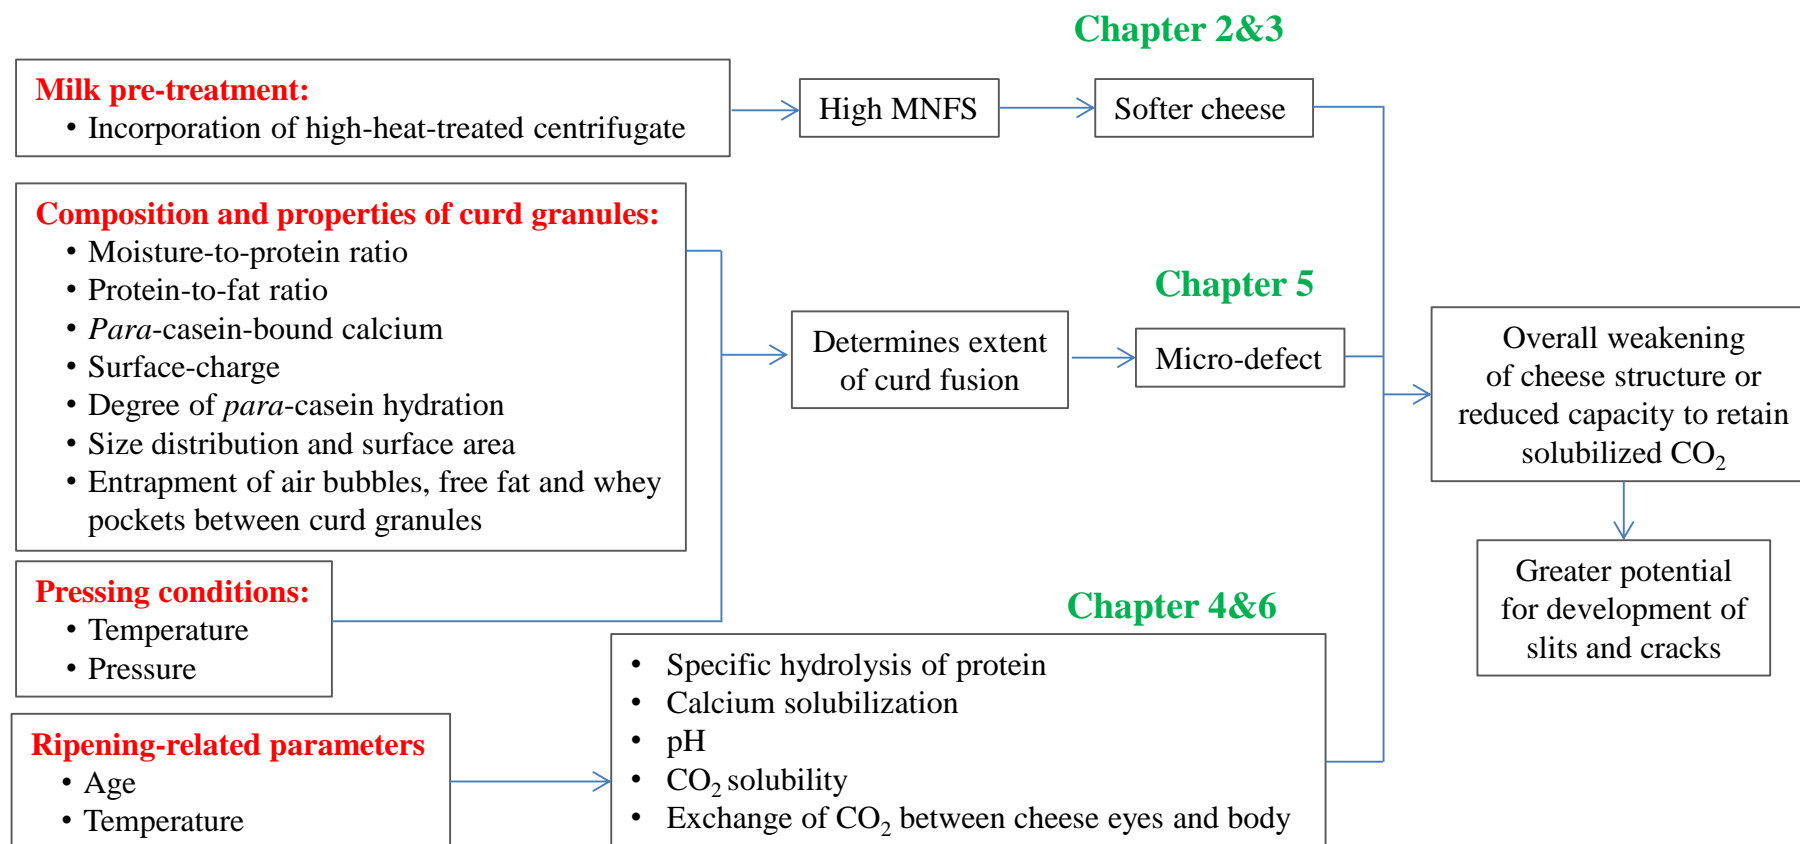 Chapter 2&3
Milk pre-treatment:
• Incorporation of high-heat-treated centrifugate
High MNFS
Softer cheese
Composition and properties of curd granules:
• Moisture-to-protein ratio
• Protein-to-fat ratio
• Para-casein-bound calcium
• Surface-charge
• Degree of para-casein hydration
• Size distribution and surface area
• Entrapment of air bubbles, free fat and whey
pockets between curd granules
Determines extent
of curd fusion
Chapter 5
Micro-defect
Overall weakening
of cheese structure or
reduced capacity to retain
solubilized CO₂
Greater potential
for development of
slits and cracks
Pressing conditions:
• Temperature
• Pressure
Chapter 4&6
Ripening-related parameters
• Age
• Temperature
• Specific hydrolysis of protein
• Calcium solubilization
• pH
• CO₂ solubility
• Exchange of CO₂ between cheese eyes and body